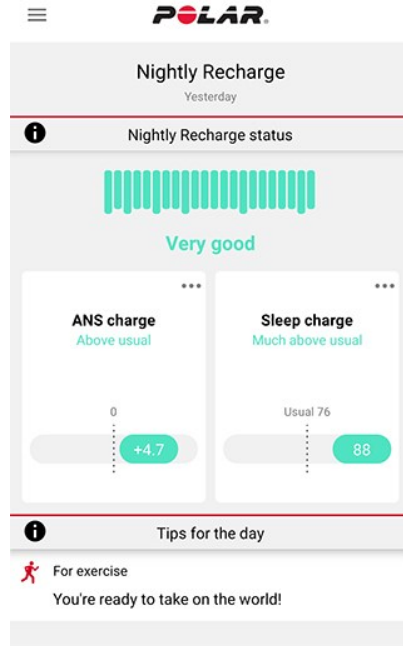 POLAR.
Nightly Recharge
Yesterday
Nightly Recharge status
Very good
ANS charge
Above usual
0
+4.7
Sleep charge
Much above usual
Usual 76
88
Tips for the day
For exercise
You're ready to take on the world!